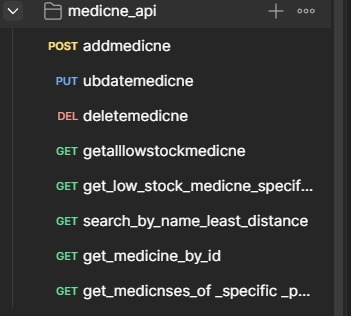 medicne_api
POST addmedicne
PUT ubdatemedicne
DEL deletemedicne
GET getalllowstockmedicne
GET get_low_stock_medicne_specif...
GET search_by_name_least_distance
GET get_medicine_by_id
GET get_medicnses_of _specific _p...